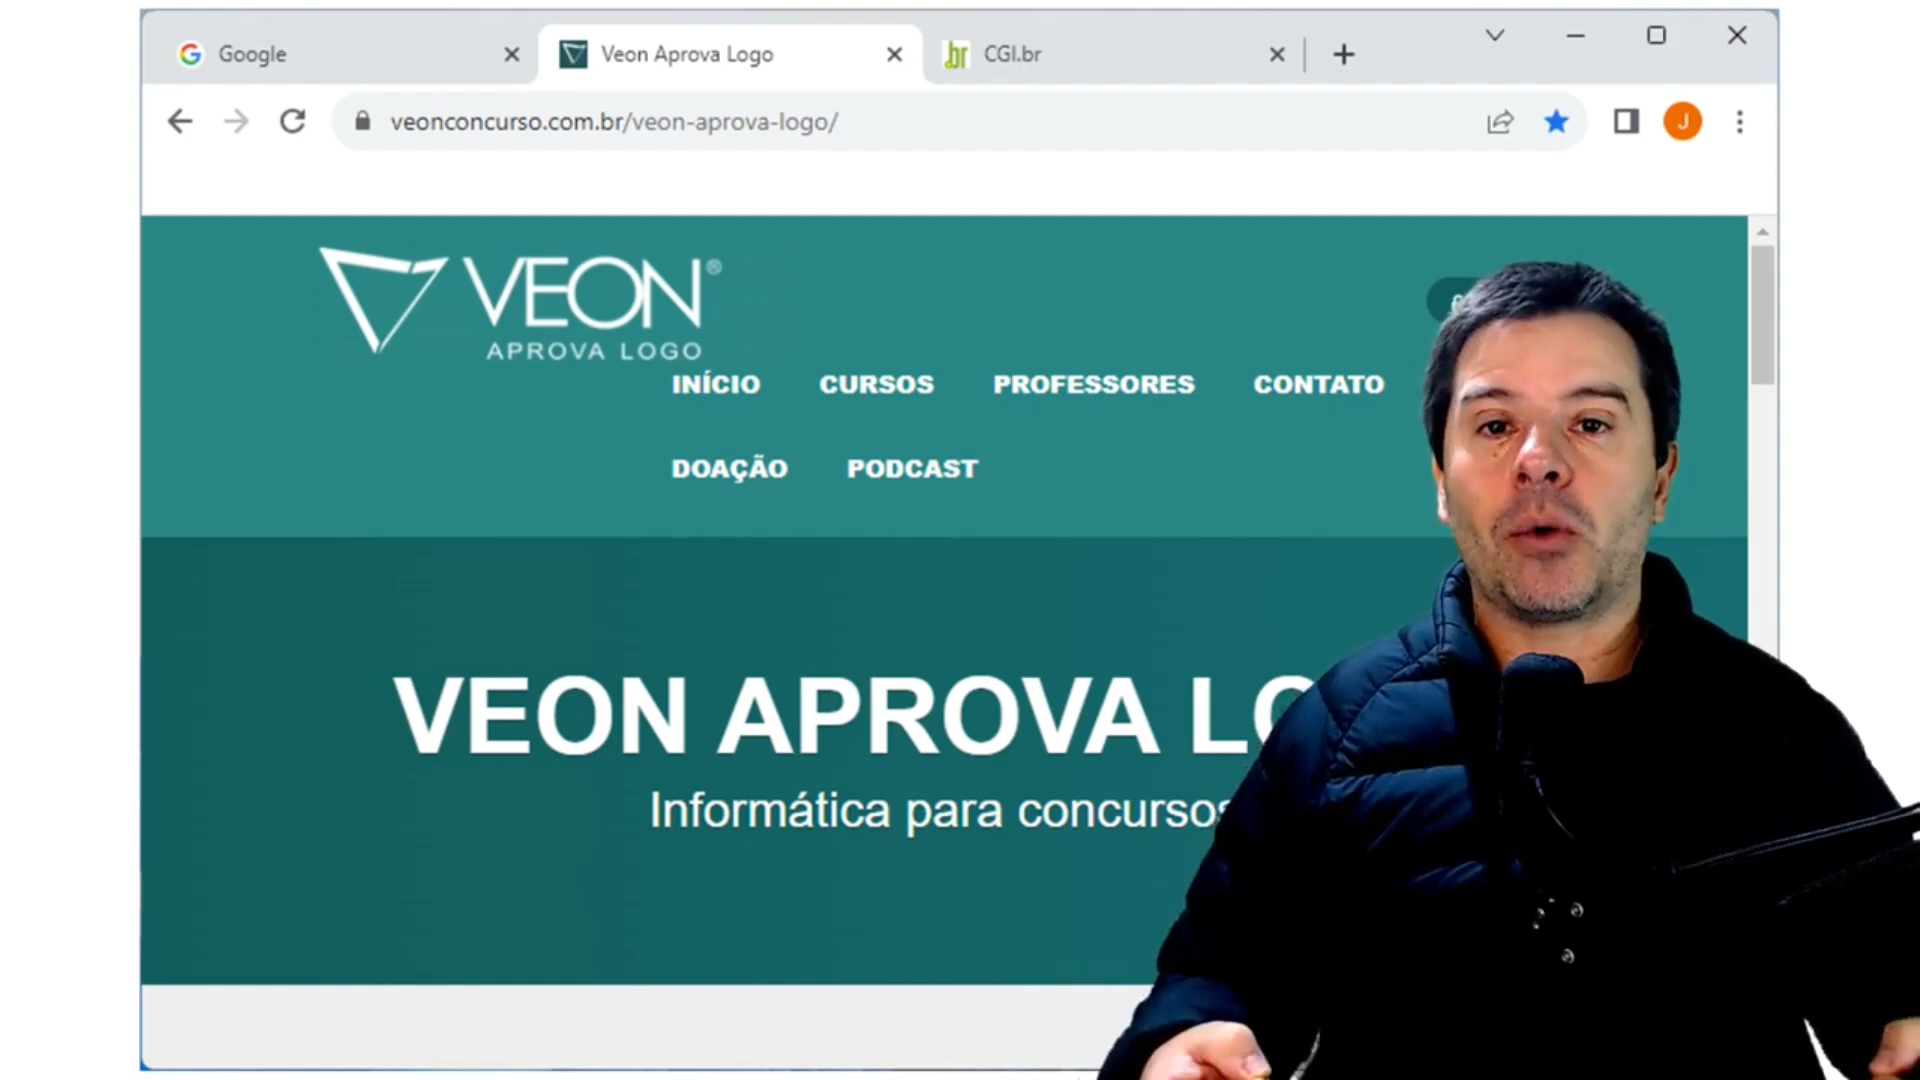 Google
Veon Aprova Logo
CGI.br
veonconcurso.com.br/veon-aprova-logo/
J
VEON®
APROVA LOGO
INÍCIO CURSOS PROFESSORES CONTATO
DOAÇÃO PODCAST
VEON APROVA LO
Informática para concursos